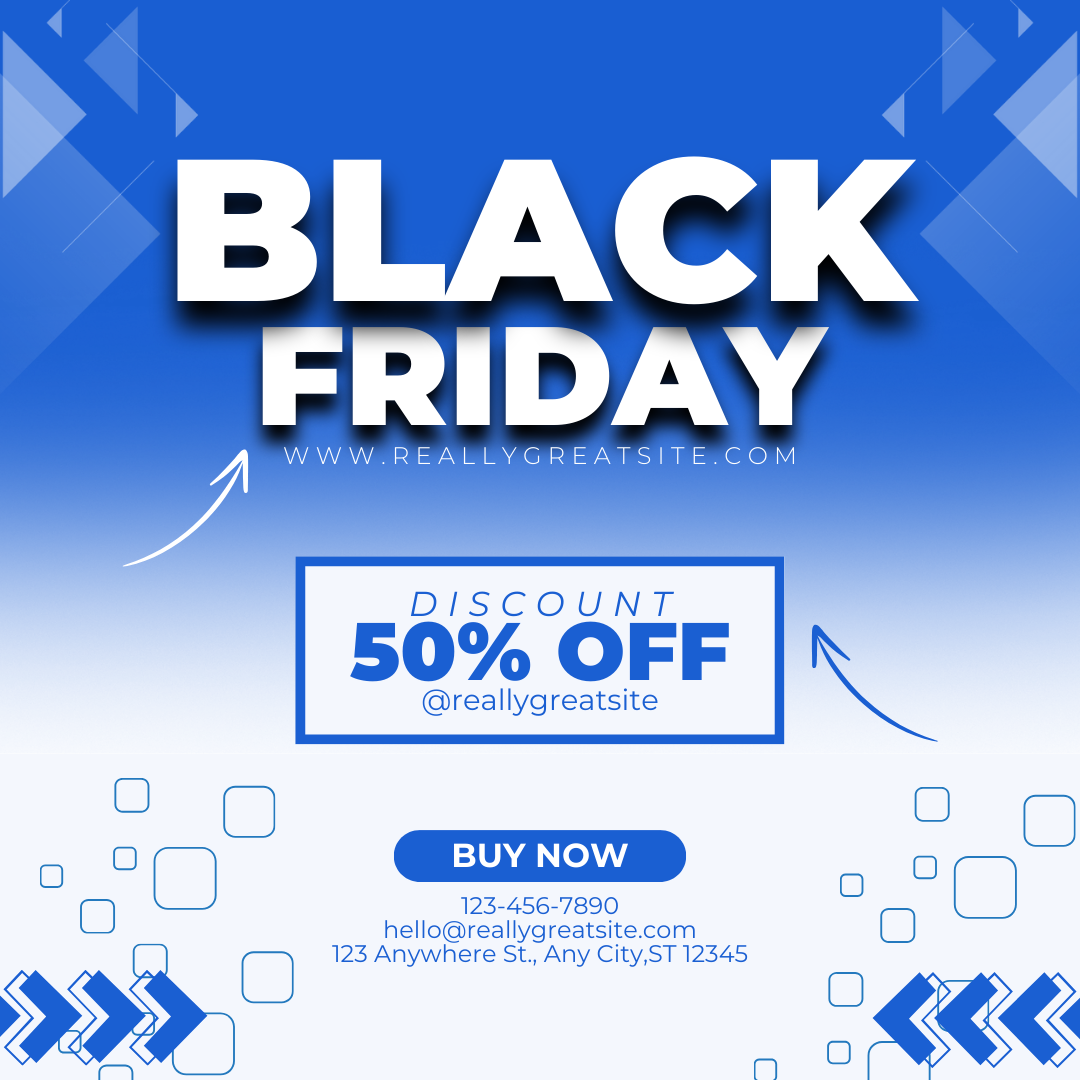 BLACK
FRIDAY
WWW.REALLYGREATSITE.COM
DISCOUNT
50% OFF
@reallygreatsite
BUY NOW
123-456-7890
hello@reallygreatsite.com
123 Anywhere St., Any City,ST 12345